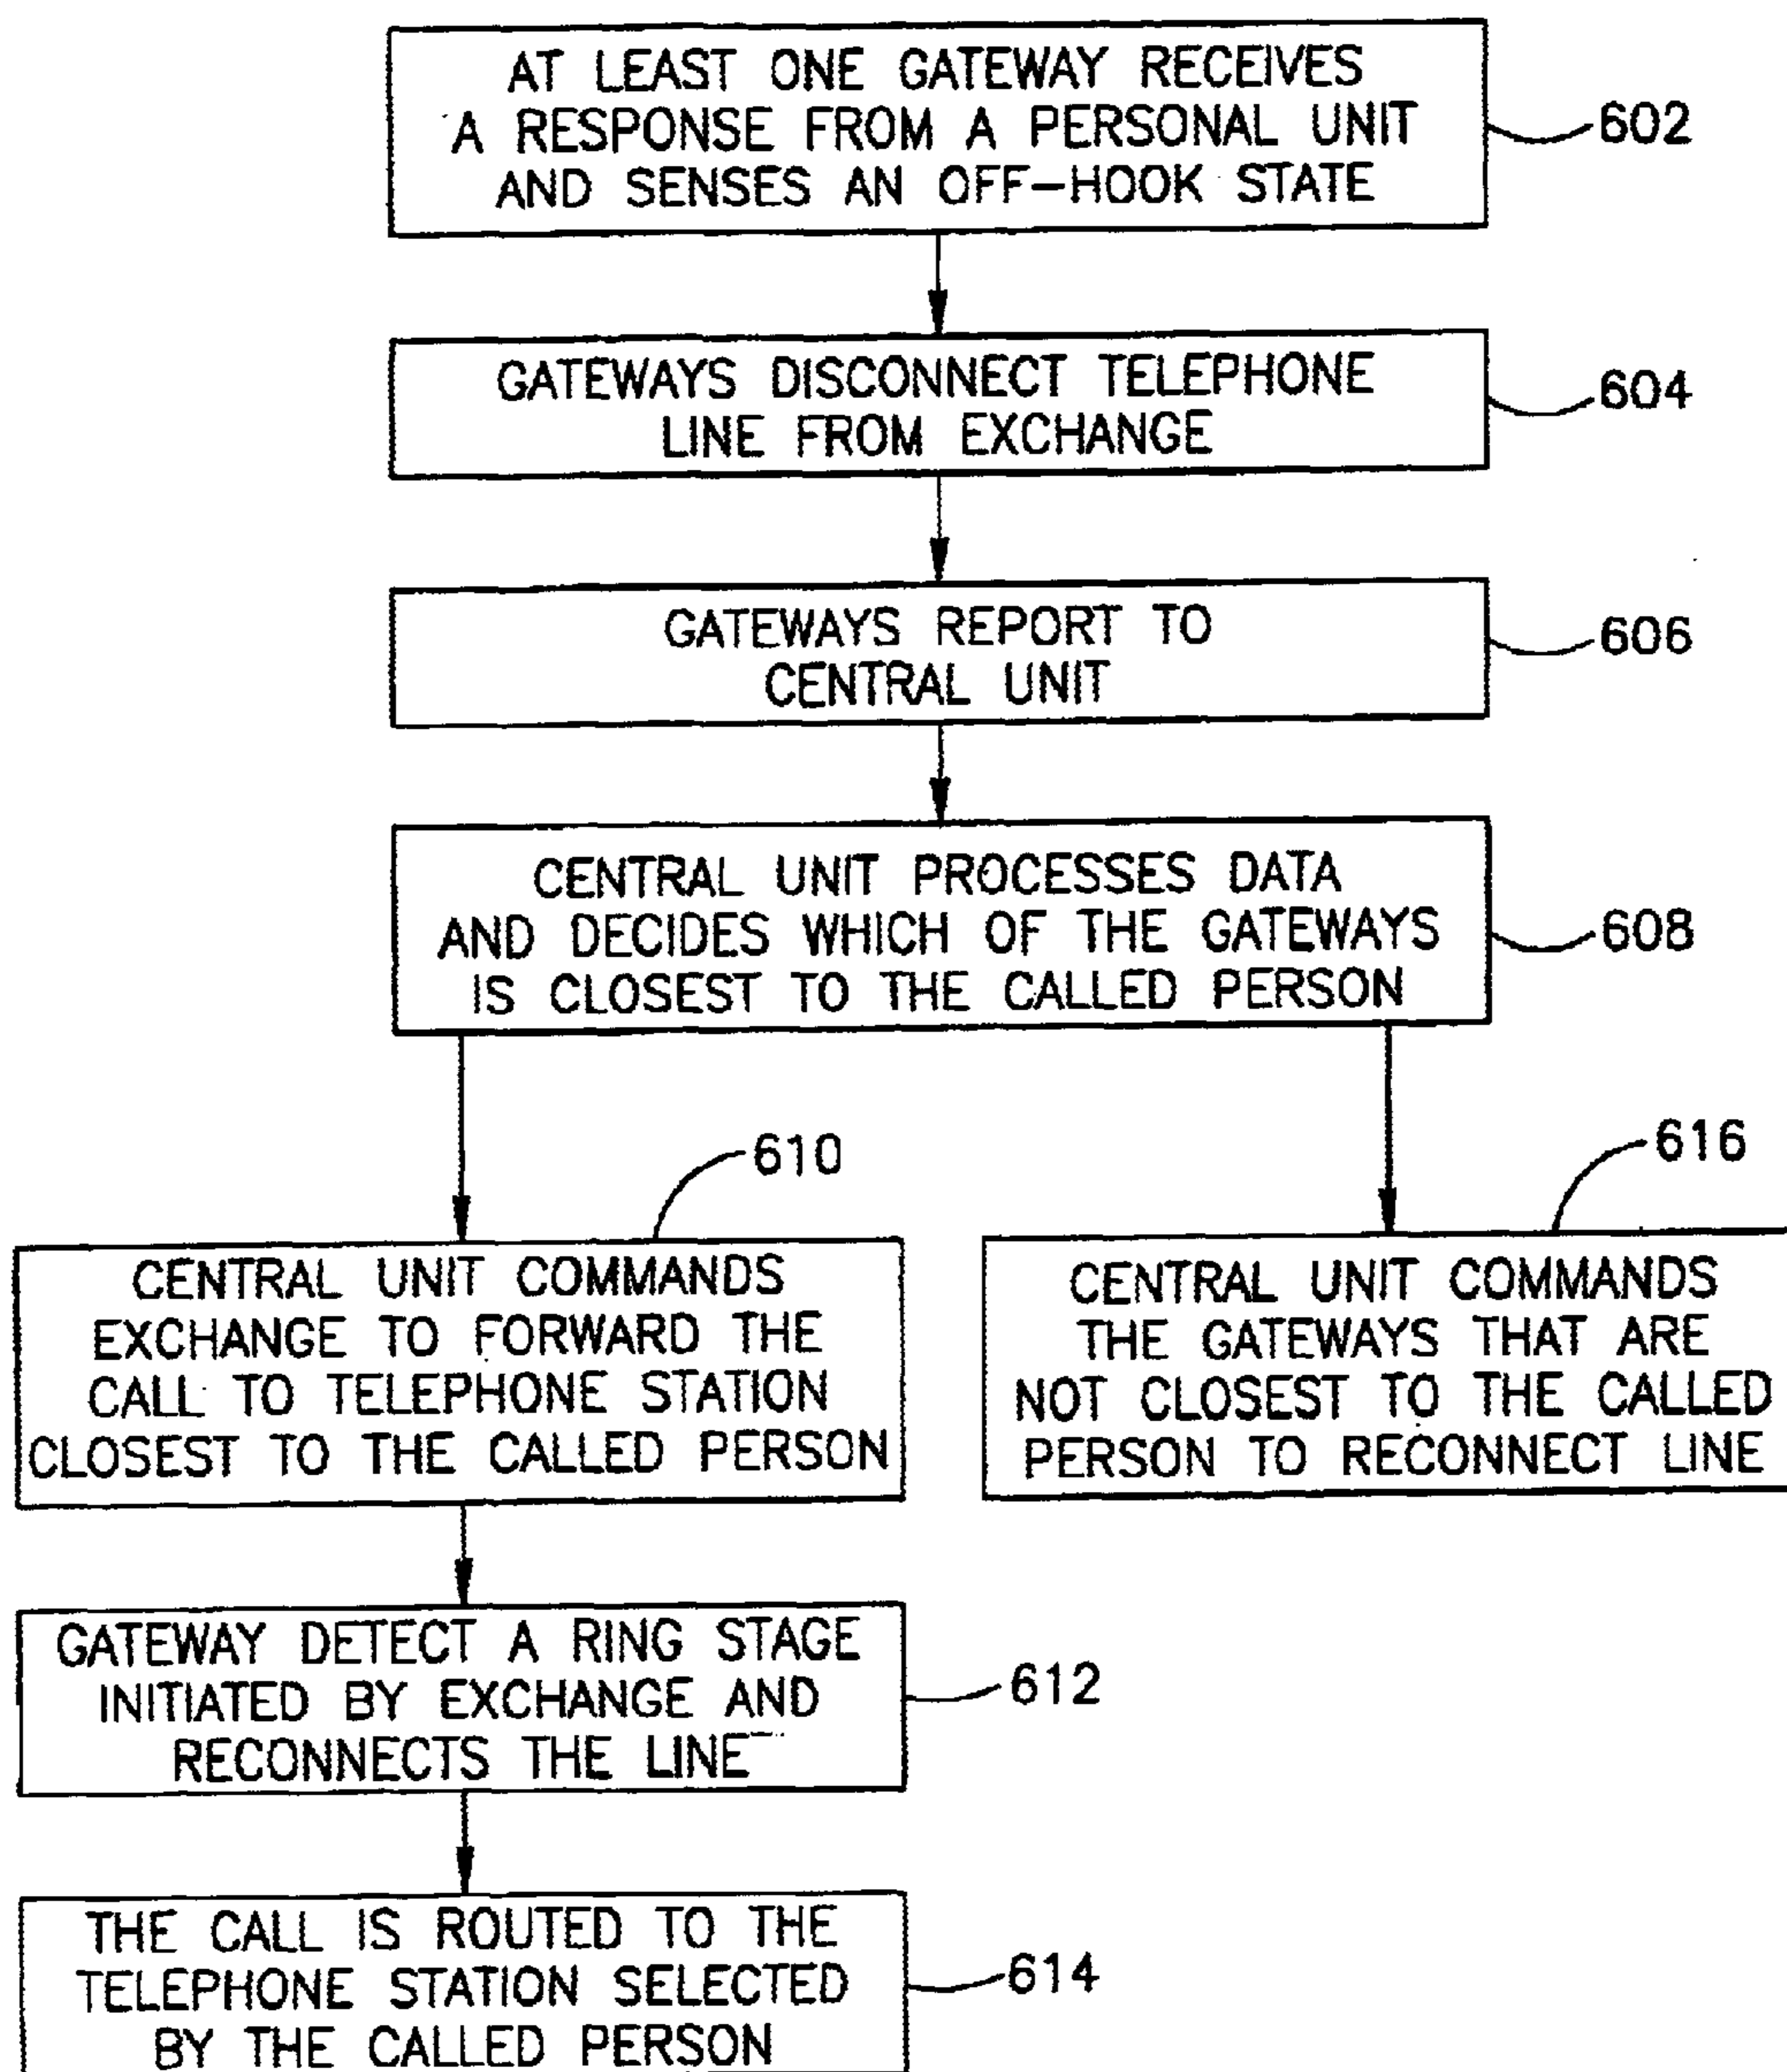 AT LEAST ONE GATEWAY RECEIVES
A RESPONSE FROM A PERSONAL UNIT
AND SENSES AN OFF-HOOK STATE
602
GATEWAYS DISCONNECT TELEPHONE
LINE FROM EXCHANGE
604
GATEWAYS REPORT TO
CENTRAL UNIT
606
CENTRAL UNIT PROCESSES DATA
AND DECIDES WHICH OF THE GATEWAYS
IS CLOSEST TO THE CALLED PERSON
608
610
CENTRAL UNIT COMMANDS
EXCHANGE TO FORWARD THE
CALL TO TELEPHONE STATION
CLOSEST TO THE CALLED PERSON
616
CENTRAL UNIT COMMANDS
THE GATEWAYS THAT ARE
NOT CLOSEST TO THE CALLED
PERSON TO RECONNECT LINE
GATEWAY DETECT A RING STAGE
INITIATED BY EXCHANGE AND
RECONNECTS THE LINE
612
THE CALL IS ROUTED TO THE
TELEPHONE STATION SELECTED
BY THE CALLED PERSON
614